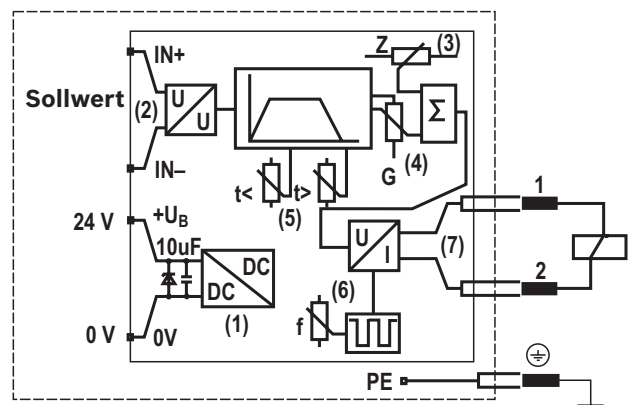 IN+
Sollwert
(2)
U
U
IN–
Z
(3)
Σ
(4)
G
t<
t>
(5)
24 V
+UB
10uF
DC
DC
(1)
0 V
0V
U
I
(6)
f
(7)
1
2
PE